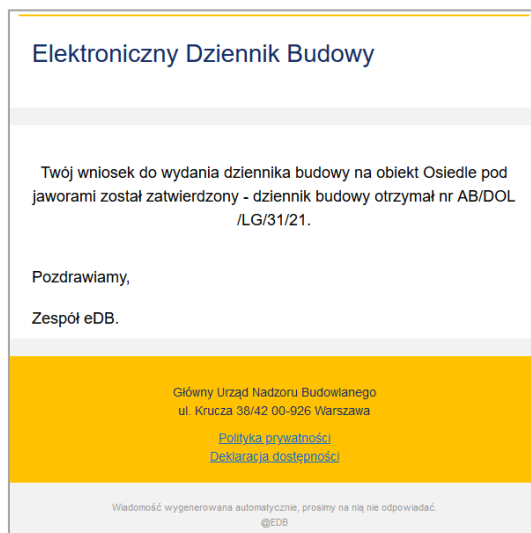 Elektroniczny Dziennik Budowy
Twój wniosek do wydania dziennika budowy na obiekt Osiedle pod
jaworami został zatwierdzony - dziennik budowy otrzymał nr AB/DOL
/LG/31/21.
Pozdrawiamy,
Zespół eDB.
Główny Urząd Nadzoru Budowlanego
ul. Krucza 38/42 00-926 Warszawa
Polityka prywatności
Deklaracja dostępności
Wiadomość wygenerowana automatycznie, prosimy na nią nie odpowiadać.
@EDB